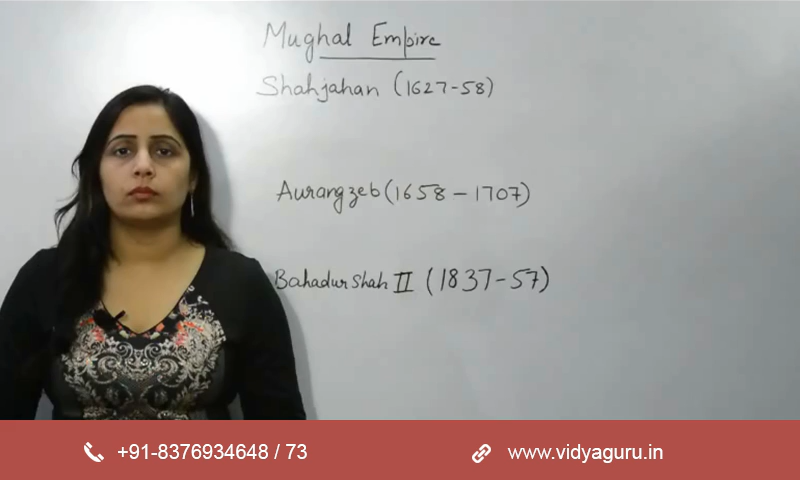 Mughal Empire
Shahjahan (1627-58)
Aurangzeb (1658 - 1707)
Bahadur Shah II (1837-57)
+91-8376934648 / 73
www.vidyaguru.in